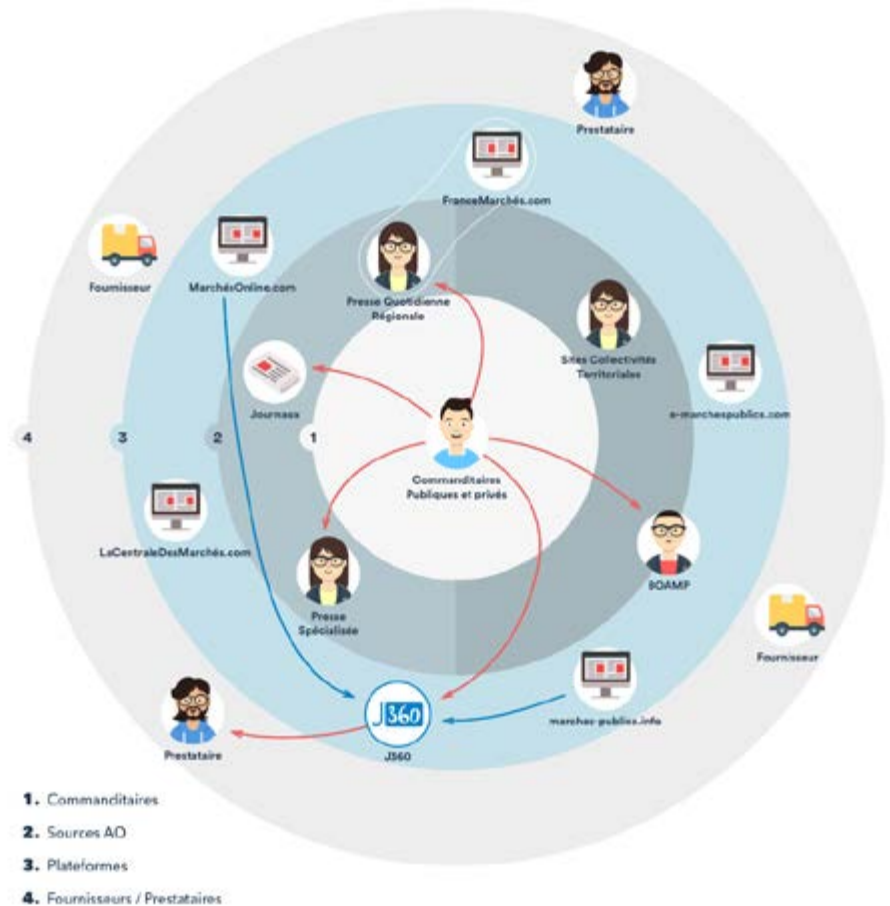 Prestataire
FranceMarchés.com
Fournisseur
MarchésOnline.com
Presse Quotidienne
Régionale
Sites Collectivités
Territoriales
Journaux
e-marchespublics.com
4
3
2
1
Commanditaires
Publiques et privés
LaCentraleDesMarchés.com
BOAMP
Presse
Spécialisée
Fournisseur
marches-publics.info
J360
Prestataire
J360
1. Commanditaires
2. Sources AO
3. Plateformes
4. Fournisseurs / Prestataires